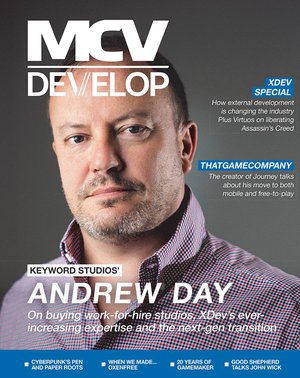 MCV
DEVELOP
XDEV
SPECIAL
How external development
is changing the industry
Plus Virtuos on liberating
Assassin's Creed
THATGAMECOMPANY
The creator of Journey talks
about his move to both
mobile and free-to-play
KEYWORD STUDIOS'
ANDREW DAY
On buying work-for-hire studios, XDev's ever-
increasing expertise and the next-gen transition
CYBERPUNK'S PEN
AND PAPER ROOTS
WHEN WE MADE...
OXENFREE
20 YEARS OF
GAMEMAKER
GOOD SHEPHERD
TALKS JOHN WICK